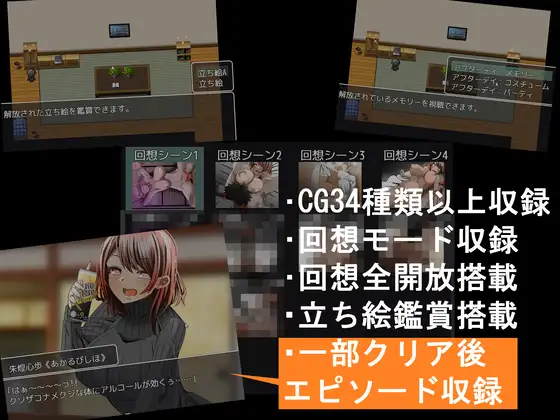 立ち絵A
立ち絵
解放された立ち絵を鑑賞できます。
アフターデイ・メモリー
アフターデイ・コスチューム
アフターデイ・パーティ
解放されているメモリーを視聴できます。
回想シーン1
回想シーン2
回想シーン3
回想シーン4
・CG34種類以上収録
・回想モード収録
・回想全開放搭載
・立ち絵鑑賞搭載
・一部クリア後
エピソード収録
朱煌心歩《あかるびしほ》
「はぁ～～～～っ!!
クソザコナメクジな体にアルコールが効くぅ……」